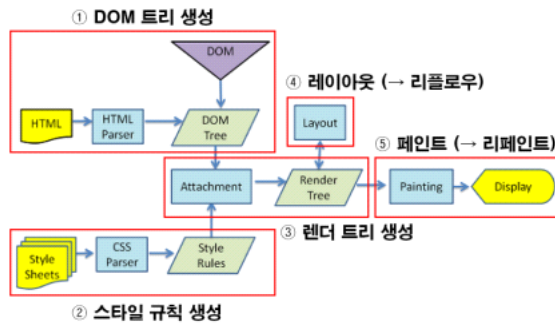 ① DOM 트리 생성
DOM
HTML
HTML
Parser
DOM
Tree
④ 레이아웃 (→ 리플로우)
Layout
⑤ 페인트 (→ 리페인트)
Attachment
Render
Tree
Painting
Display
③ 렌더 트리 생성
Style
Sheets
CSS
Parser
Style
Rules
② 스타일 규칙 생성